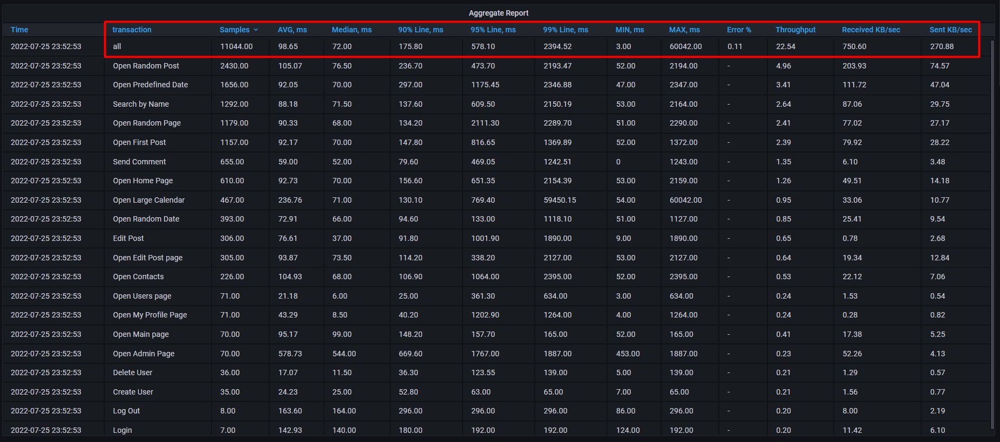 Aggregate Report
Time transaction Samples AVG, ms Median, ms 90% Line, ms 95% Line, ms 99% Line, ms MIN, ms MAX, ms Error % Throughput Received KB/sec Sent KB/sec
2022-07-25 23:52:53 all 11044.00 98.65 72.00 175.80 578.10 2394.52 3.00 60042.00 0.11 22.54 750.60 270.88
2022-07-25 23:52:53 Open Random Post 2430.00 105.07 76.50 236.70 473.70 2193.47 52.00 2194.00 - 4.96 203.93 74.57
2022-07-25 23:52:53 Open Predefined Date 1656.00 92.05 70.00 297.00 1175.45 2346.88 47.00 2347.00 - 3.41 111.72 47.04
2022-07-25 23:52:53 Search by Name 1292.00 88.18 71.50 137.60 609.50 2150.19 53.00 2164.00 - 2.64 87.06 29.75
2022-07-25 23:52:53 Open Random Page 1179.00 90.33 68.00 134.20 2111.30 2289.70 51.00 2290.00 - 2.41 77.02 27.17
2022-07-25 23:52:53 Open First Post 1157.00 92.17 70.00 147.80 816.65 1369.89 52.00 1372.00 - 2.39 79.92 28.22
2022-07-25 23:52:53 Send Comment 655.00 59.00 52.00 79.60 469.05 1242.51 0 1243.00 - 1.35 6.10 3.48
2022-07-25 23:52:53 Open Home Page 610.00 92.73 70.00 156.60 651.35 2154.39 53.00 2159.00 - 1.26 49.51 14.18
2022-07-25 23:52:53 Open Large Calendar 467.00 236.76 71.00 130.10 769.40 59450.15 54.00 60042.00 - 0.95 33.06 10.77
2022-07-25 23:52:53 Open Random Date 393.00 72.91 66.00 94.60 133.00 1118.10 51.00 1127.00 - 0.85 25.41 9.54
2022-07-25 23:52:53 Edit Post 306.00 76.61 37.00 91.80 1001.90 1890.00 9.00 1890.00 - 0.65 0.78 2.68
2022-07-25 23:52:53 Open Edit Post page 305.00 93.87 73.50 114.20 338.20 2127.00 53.00 2127.00 - 0.64 19.34 12.84
2022-07-25 23:52:53 Open Contacts 226.00 104.93 68.00 106.90 1064.00 2395.00 52.00 2395.00 - 0.53 22.12 7.06
2022-07-25 23:52:53 Open Users page 71.00 21.18 6.00 25.00 361.30 634.00 3.00 634.00 - 0.24 1.53 0.54
2022-07-25 23:52:53 Open My Profile Page 71.00 43.29 8.50 40.20 1202.90 1264.00 4.00 1264.00 - 0.24 0.28 0.82
2022-07-25 23:52:53 Open Main page 70.00 95.17 99.00 148.20 157.70 165.00 52.00 165.00 - 0.41 17.38 5.25
2022-07-25 23:52:53 Open Admin Page 70.00 578.73 544.00 669.60 1767.00 1887.00 453.00 1887.00 - 0.23 52.26 4.13
2022-07-25 23:52:53 Delete User 36.00 17.07 11.50 36.30 123.55 139.00 5.00 139.00 - 0.21 1.29 0.57
2022-07-25 23:52:53 Create User 35.00 24.23 25.00 52.80 63.00 65.00 7.00 65.00 - 0.21 1.56 0.77
2022-07-25 23:52:53 Log Out 8.00 163.60 164.00 296.00 296.00 296.00 86.00 296.00 - 0.20 8.00 2.19
2022-07-25 23:52:53 Login 7.00 142.93 140.00 180.00 192.00 192.00 124.00 192.00 - 0.20 11.42 6.10